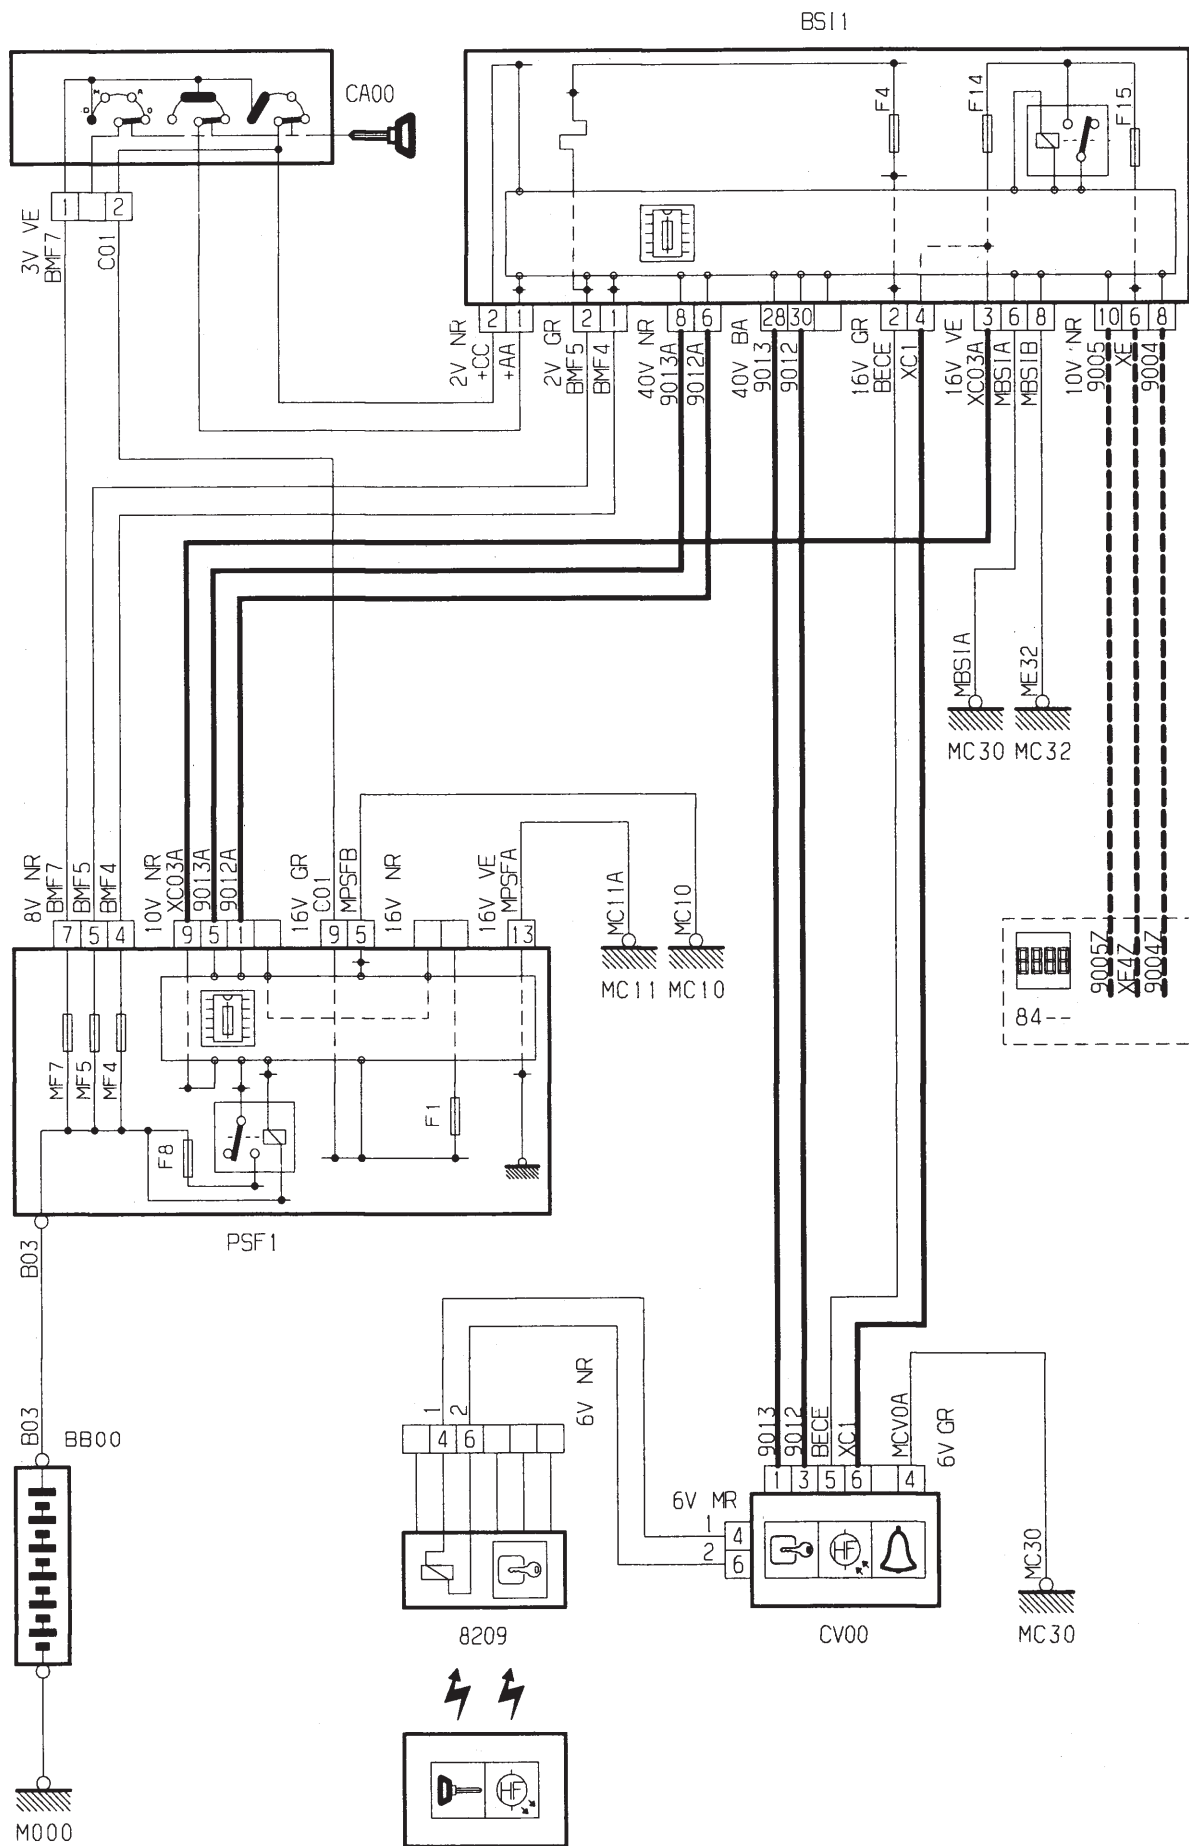 BSI1
CA00
M
A
D
O
F4
F14
F15
1
2
3V VE
BMF7
C01
2
1
2
1
8
6
28
30
2
4
3
6
8
10
6
8
2V NR
+CC
+AA
2V GR
BMF5
BMF4
40V NR
9013A
9012A
40V BA
9013
9012
16V GR
BECE
XC1
16V VE
XC03A
MBSIA
MBSIB
10V NR
9005
XE
9004
MBSIA
ME32
MC30
MC32
8V NR
BMF7
BMF5
BMF4
10V NR
XC03A
9013A
9012A
16V GR
C01
MPSFB
16V NR
16V VE
MPSFA
MC11A
MC10
7
5
4
9
5
1
9
5
13
MC11
MC10
9005Z
XE4Z
9004Z
84--
MF7
MF5
MF4
F8
F1
PSF1
B03
B03
BB00
M000
1
2
6V NR
4
6
8209
9013
9012
BECE
XC1
MCV0A
6V GR
1
3
5
6
4
6V MR
1
2
4
6
HF
CV00
MC30
MC30
HF